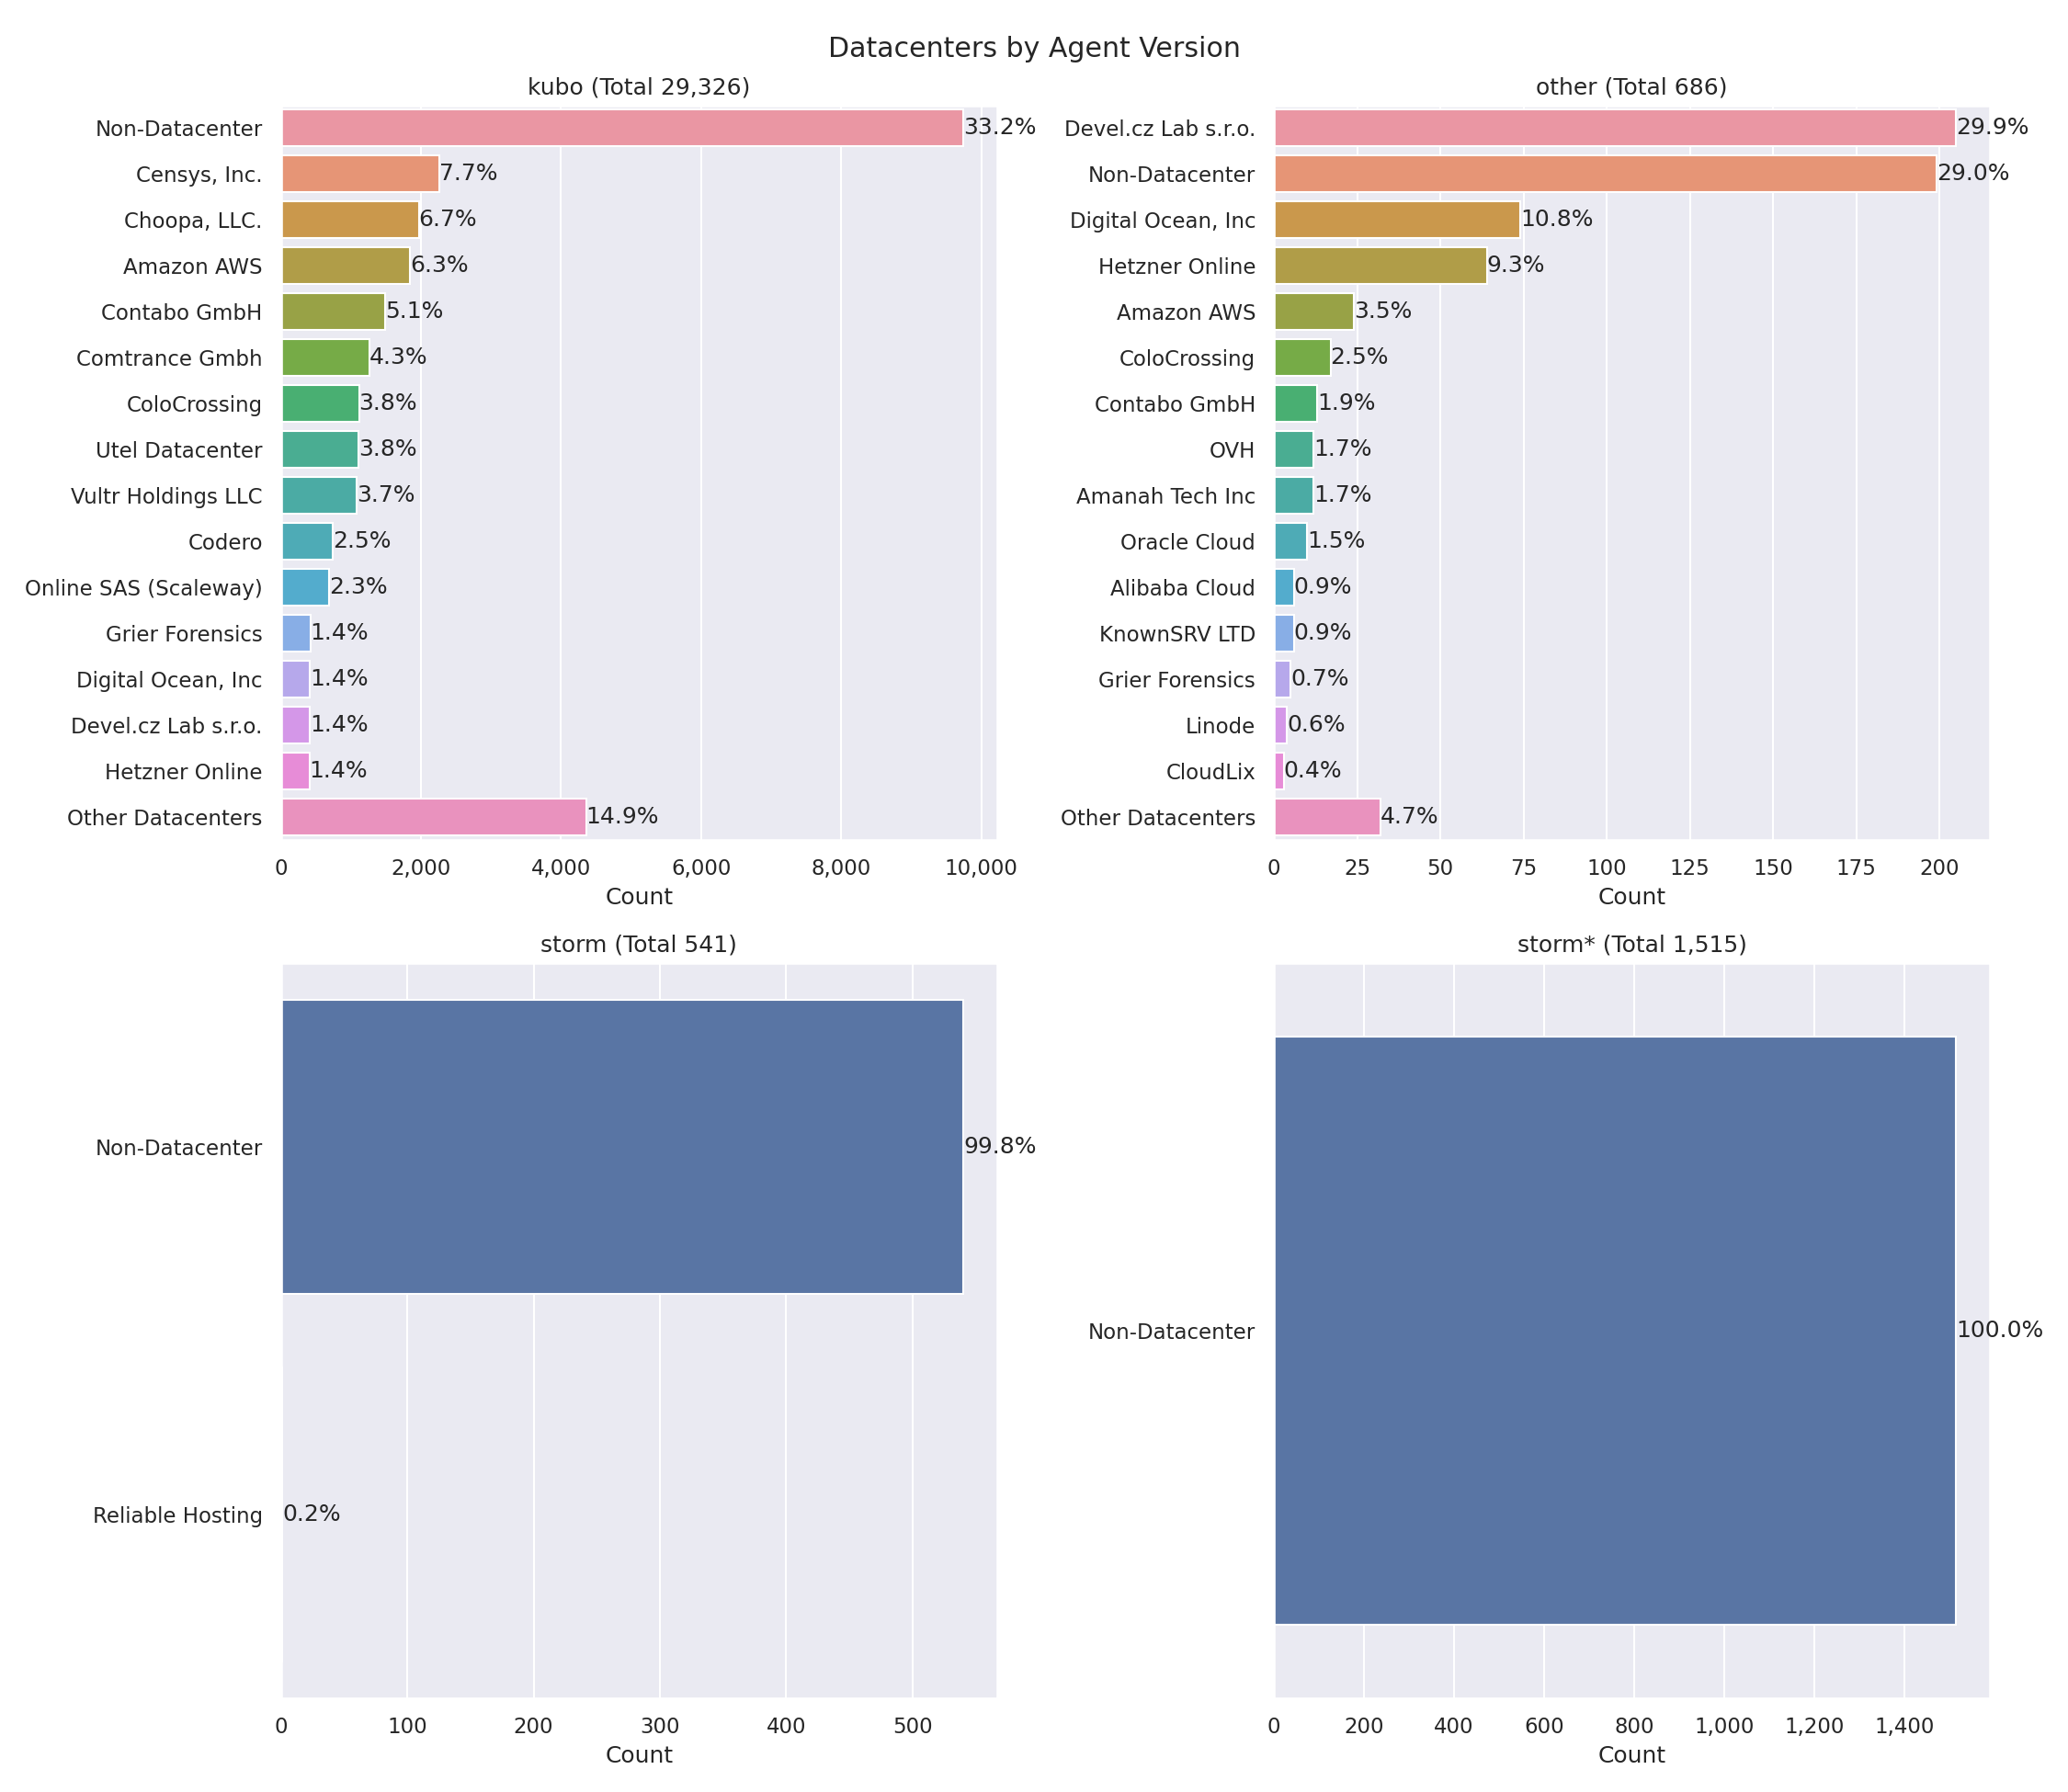 Datacenters by Agent Version
kubo (Total 29,326)
Non-Datacenter 33.2%
Censys, Inc. 7.7%
Choopa, LLC. 6.7%
Amazon AWS 6.3%
Contabo GmbH 5.1%
Comtrance Gmbh 4.3%
ColoCrossing 3.8%
Utel Datacenter 3.8%
Vultr Holdings LLC 3.7%
Codero 2.5%
Online SAS (Scaleway) 2.3%
Grier Forensics 1.4%
Digital Ocean, Inc 1.4%
Devel.cz Lab s.r.o. 1.4%
Hetzner Online 1.4%
Other Datacenters 14.9%
0 2,000 4,000 6,000 8,000 10,000
Count
other (Total 686)
Devel.cz Lab s.r.o. 29.9%
Non-Datacenter 29.0%
Digital Ocean, Inc 10.8%
Hetzner Online 9.3%
Amazon AWS 3.5%
ColoCrossing 2.5%
Contabo GmbH 1.9%
OVH 1.7%
Amanah Tech Inc 1.7%
Oracle Cloud 1.5%
Alibaba Cloud 0.9%
KnownSRV LTD 0.9%
Grier Forensics 0.7%
Linode 0.6%
CloudLix 0.4%
Other Datacenters 4.7%
0 25 50 75 100 125 150 175 200
Count
storm (Total 541)
Non-Datacenter 99.8%
Reliable Hosting 0.2%
0 100 200 300 400 500
Count
storm* (Total 1,515)
Non-Datacenter 100.0%
0 200 400 600 800 1,000 1,200 1,400
Count